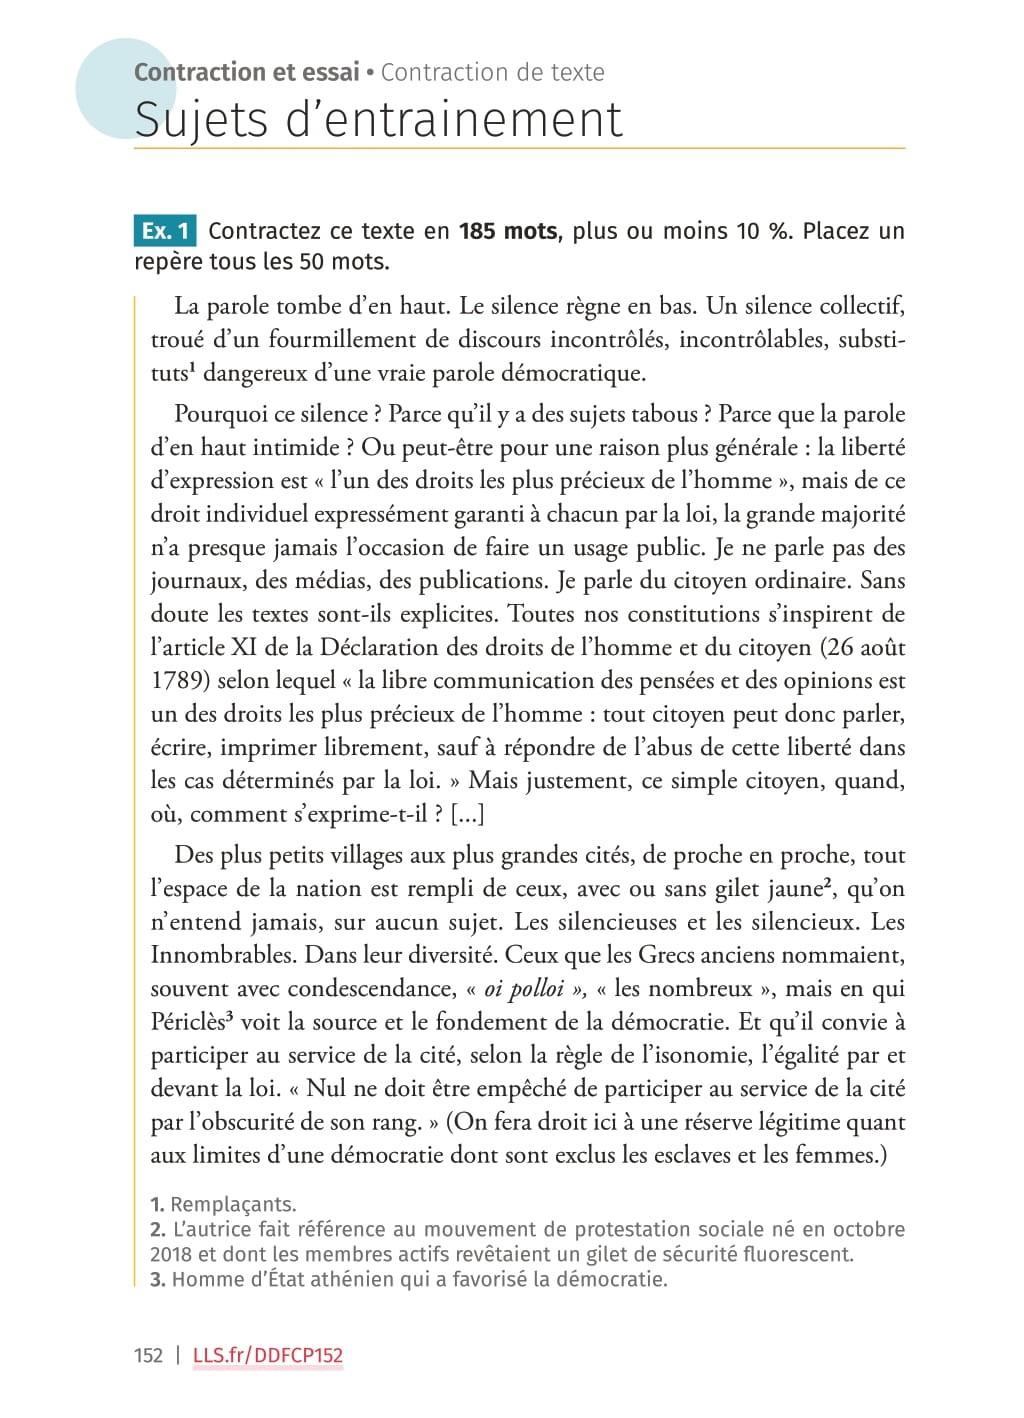 Contraction et essai • Contraction de texte
Sujets d’entrainement
Ex. 1 Contractez ce texte en 185 mots, plus ou moins 10 %. Placez un
repère tous les 50 mots.
La parole tombe d’en haut. Le silence règne en bas. Un silence collectif,
troué d’un fourmillement de discours incontrôlés, incontrôlables, substi-
tuts¹ dangereux d’une vraie parole démocratique.
Pourquoi ce silence ? Parce qu’il y a des sujets tabous ? Parce que la parole
d’en haut intimide ? Ou peut-être pour une raison plus générale : la liberté
d’expression est « l’un des droits les plus précieux de l’homme », mais de ce
droit individuel expressément garanti à chacun par la loi, la grande majorité
n’a presque jamais l’occasion de faire un usage public. Je ne parle pas des
journaux, des médias, des publications. Je parle du citoyen ordinaire. Sans
doute les textes sont-ils explicites. Toutes nos constitutions s’inspirent de
l’article XI de la Déclaration des droits de l’homme et du citoyen (26 août
1789) selon lequel « la libre communication des pensées et des opinions est
un des droits les plus précieux de l’homme : tout citoyen peut donc parler,
écrire, imprimer librement, sauf à répondre de l’abus de cette liberté dans
les cas déterminés par la loi. » Mais justement, ce simple citoyen, quand,
où, comment s’exprime-t-il ? [...]
Des plus petits villages aux plus grandes cités, de proche en proche, tout
l’espace de la nation est rempli de ceux, avec ou sans gilet jaune², qu’on
n’entend jamais, sur aucun sujet. Les silencieuses et les silencieux. Les
Innombrables. Dans leur diversité. Ceux que les Grecs anciens nommaient,
souvent avec condescendance, « oi polloi », « les nombreux », mais en qui
Périclès³ voit la source et le fondement de la démocratie. Et qu’il convie à
participer au service de la cité, selon la règle de l’isonomie, l’égalité par et
devant la loi. « Nul ne doit être empêché de participer au service de la cité
par l’obscurité de son rang. » (On fera droit ici à une réserve légitime quant
aux limites d’une démocratie dont sont exclus les esclaves et les femmes.)
1. Remplaçants.
2. L’autrice fait référence au mouvement de protestation sociale né en octobre
2018 et dont les membres actifs revêtaient un gilet de sécurité fluorescent.
3. Homme d’État athénien qui a favorisé la démocratie.
152 | LLS.fr/DDFCP152